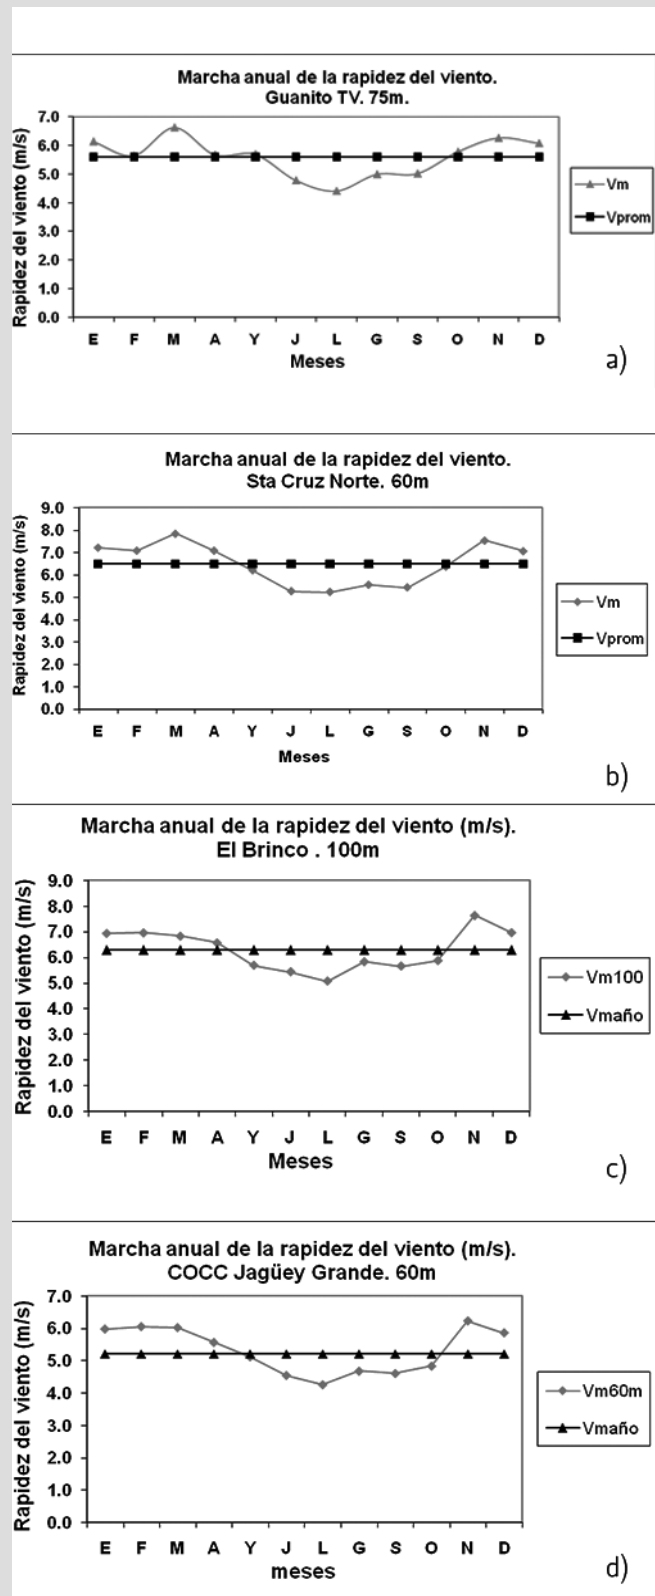 Marcha anual de la rapidez del viento.
Guanito TV. 75m.
Rapidez del viento (m/s)
7.0
6.0
5.0
4.0
3.0
2.0
1.0
0.0
E F M A Y J L G S O N D
Meses
Vm
Vprom
a)
Marcha anual de la rapidez del viento.
Sta Cruz Norte. 60m
Rapidez del viento (m/s)
9.0
8.0
7.0
6.0
5.0
4.0
3.0
2.0
1.0
0.0
E F M A Y J L G S O N D
Meses
Vm
Vprom
b)
Marcha anual de la rapidez del viento (m/s).
El Brinco . 100m
Rapidez del viento (m/s)
9.0
8.0
7.0
6.0
5.0
4.0
3.0
2.0
1.0
0.0
E F M A Y J L G S O N D
Meses
Vm100
Vmaño
c)
Marcha anual de la rapidez del viento (m/s).
COCC Jagüey Grande. 60m
Rapidez del viento (m/s)
7.0
6.0
5.0
4.0
3.0
2.0
1.0
0.0
E F M A Y J L G S O N D
meses
Vm60m
Vmaño
d)